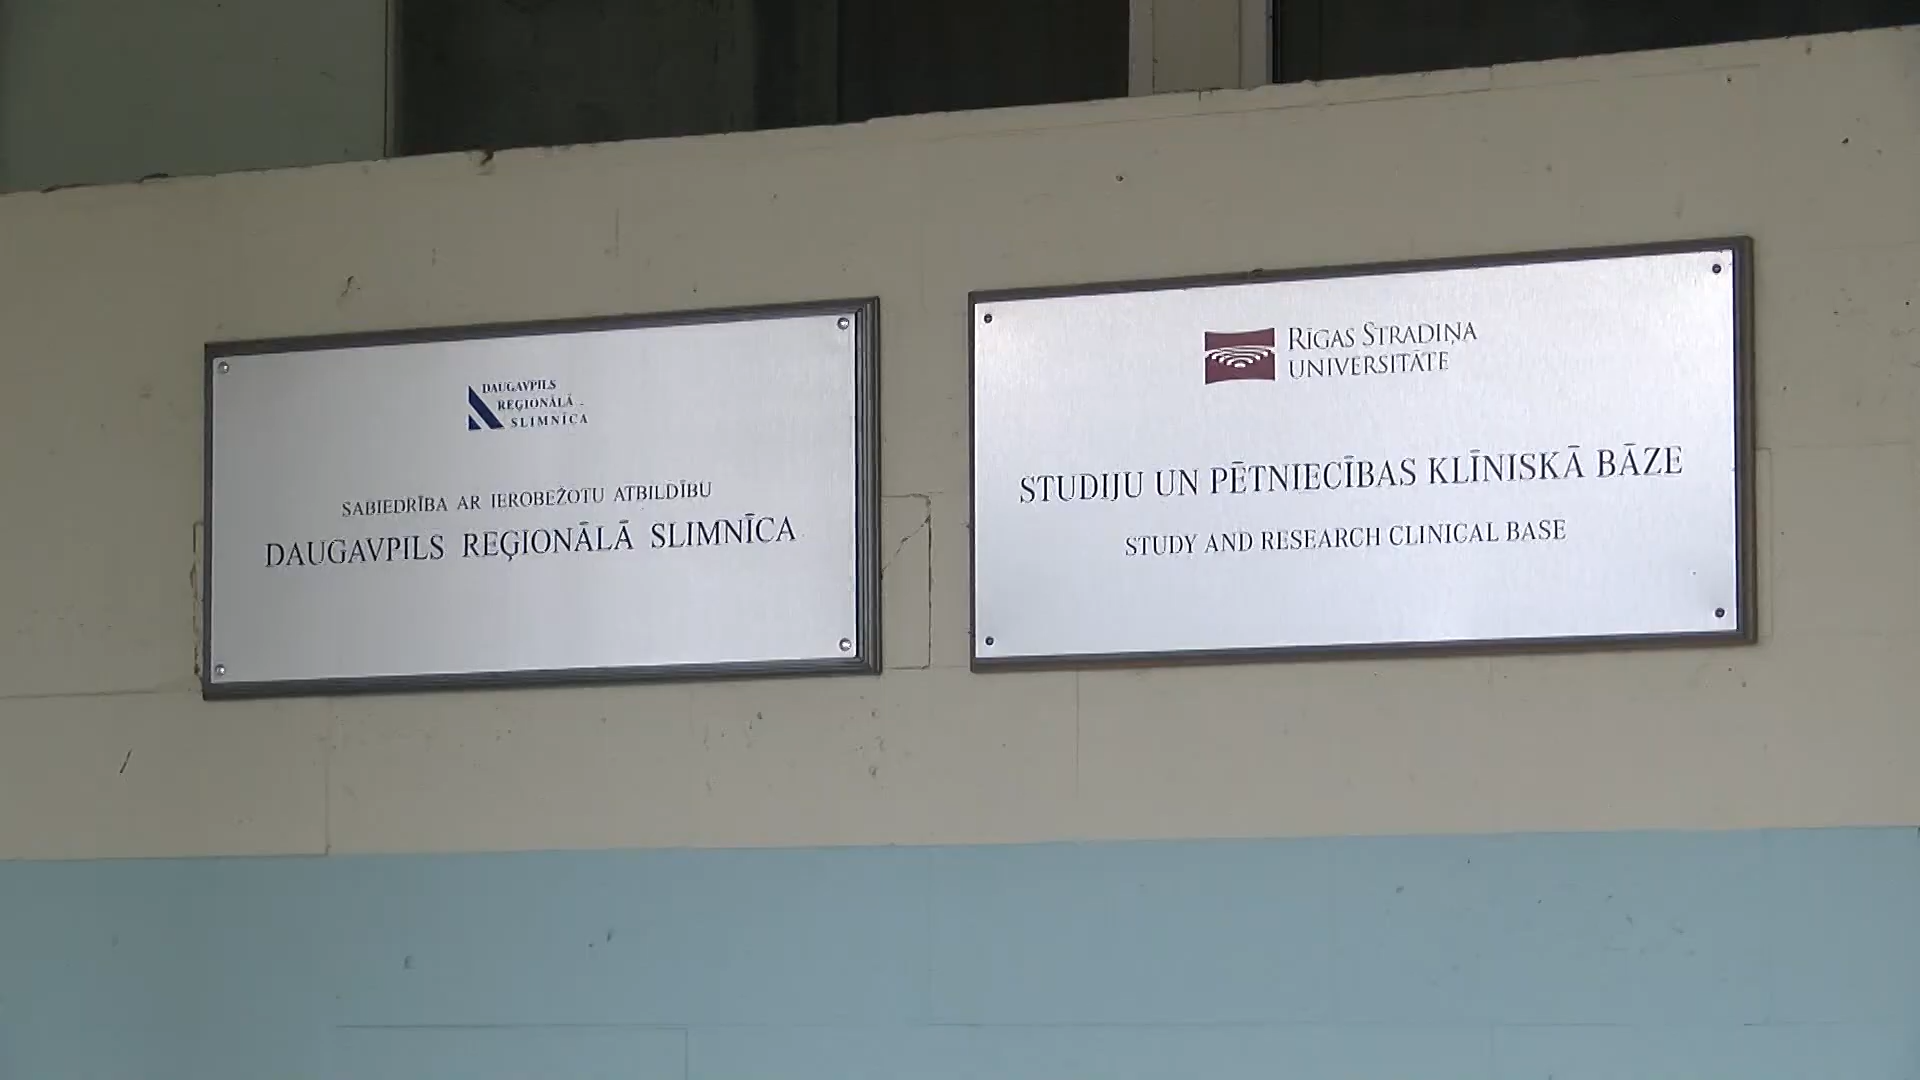 DAUGAVPILS
REĢIONĀLĀ
SLIMNĪCA
SABIEDRĪBA AR IEROBEŽOTU ATBILDĪBU
DAUGAVPILS REĢIONĀLĀ SLIMNĪCA
RĪGAS STRADIŅA
UNIVERSITĀTE
STUDIJU UN PĒTNIECĪBAS KLĪNISKĀ BĀZE
STUDY AND RESEARCH CLINICAL BASE